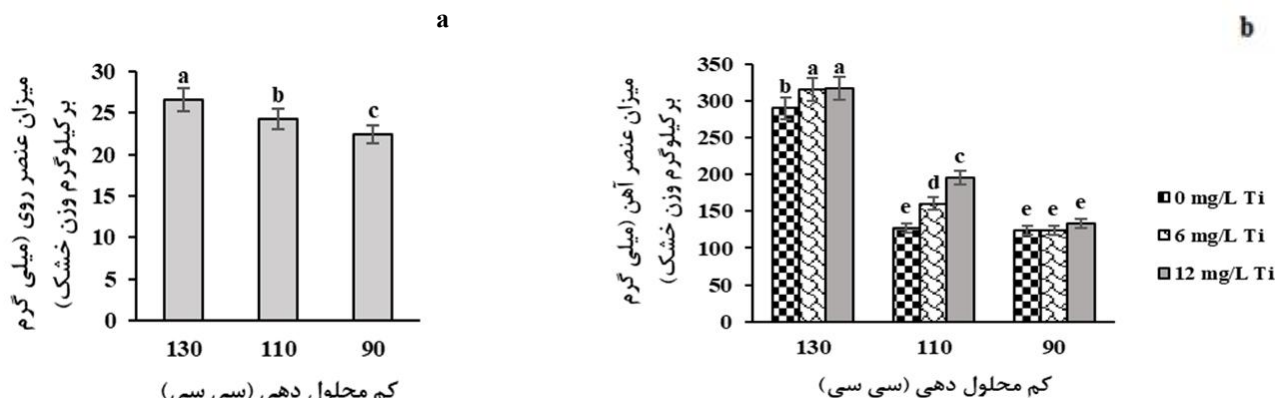 a
میزان عنصر روی (میلی گرم
برکیلوگرم وزن خشک)
30
25
20
15
10
5
0
a
b
c
130
110
90
کم محلول دهی (سی سی)
b
میزان عنصر آهن (میلی گرم
برکیلوگرم وزن خشک)
350
300
250
200
150
100
50
0
b
a
a
e
d
c
e
e
e
130
110
90
کم محلول دهی (سی سی)
0 mg/L Ti
6 mg/L Ti
12 mg/L Ti